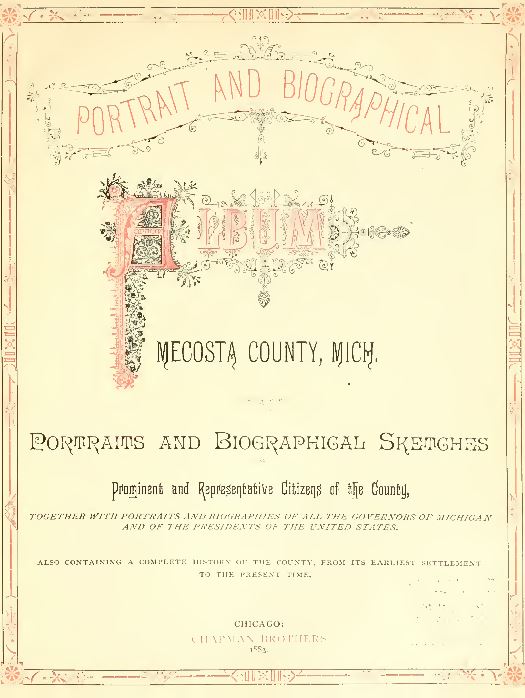 PORTRAIT AND BIOGRAPHICAL
ALBUM
MECOSTA COUNTY, MICH.
PORTRAITS AND BIOGRAPHICAL SKETCHES
Prominent and Representative Citizens of the County,
TOGETHER WITH PORTRAITS AND BIOGRAPHIES OF ALL THE GOVERNORS OF MICHIGAN
AND OF THE PRESIDENTS OF THE UNITED STATES.
ALSO CONTAINING A COMPLETE HISTORY OF THE COUNTY, FROM ITS EARLIEST SETTLEMENT
TO THE PRESENT TIME.
CHICAGO:
CHAPMAN BROTHERS
1883.